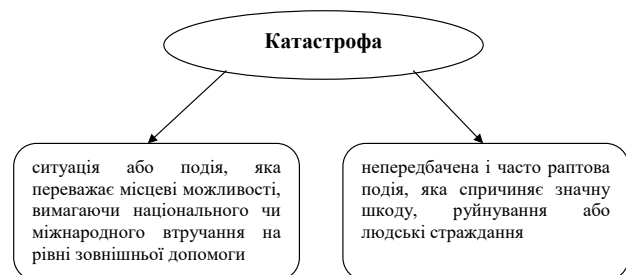 Катастрофа
ситуація або подія, яка
переважає місцеві можливості,
вимагаючи національного чи
міжнародного втручання на
рівні зовнішньої допомоги
непередбачена і часто раптова
подія, яка спричиняє значну
шкоду, руйнування або
людські страждання